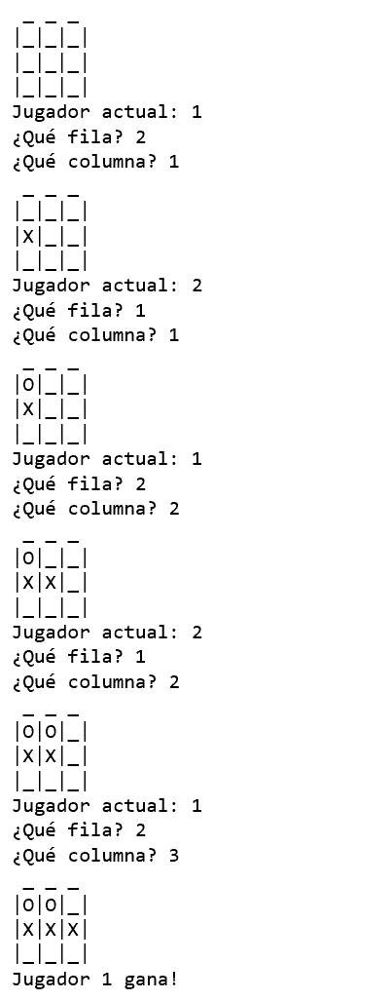 _ _ _
|_|_|_|
|_|_|_|
|_|_|_|
Jugador actual: 1
¿Qué fila? 2
¿Qué columna? 1
 _ _ _
|_|_|_|
|X|_|_|
|_|_|_|
Jugador actual: 2
¿Qué fila? 1
¿Qué columna? 1
 _ _ _
|O|_|_|
|X|_|_|
|_|_|_|
Jugador actual: 1
¿Qué fila? 2
¿Qué columna? 2
 _ _ _
|O|_|_|
|X|X|_|
|_|_|_|
Jugador actual: 2
¿Qué fila? 1
¿Qué columna? 2
 _ _ _
|O|O|_|
|X|X|_|
|_|_|_|
Jugador actual: 1
¿Qué fila? 2
¿Qué columna? 3
 _ _ _
|O|O|_|
|X|X|X|
|_|_|_|
Jugador 1 gana!